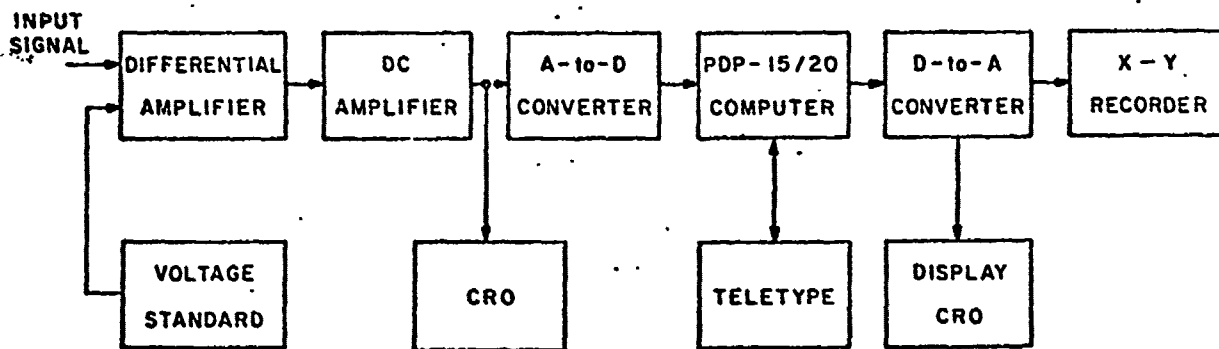 INPUT
SIGNAL
DIFFERENTIAL
AMPLIFIER
DC
AMPLIFIER
A-to-D
CONVERTER
PDP-15/20
COMPUTER
D-to-A
CONVERTER
X-Y
RECORDER
VOLTAGE
STANDARD
CRO
TELETYPE
DISPLAY
CRO